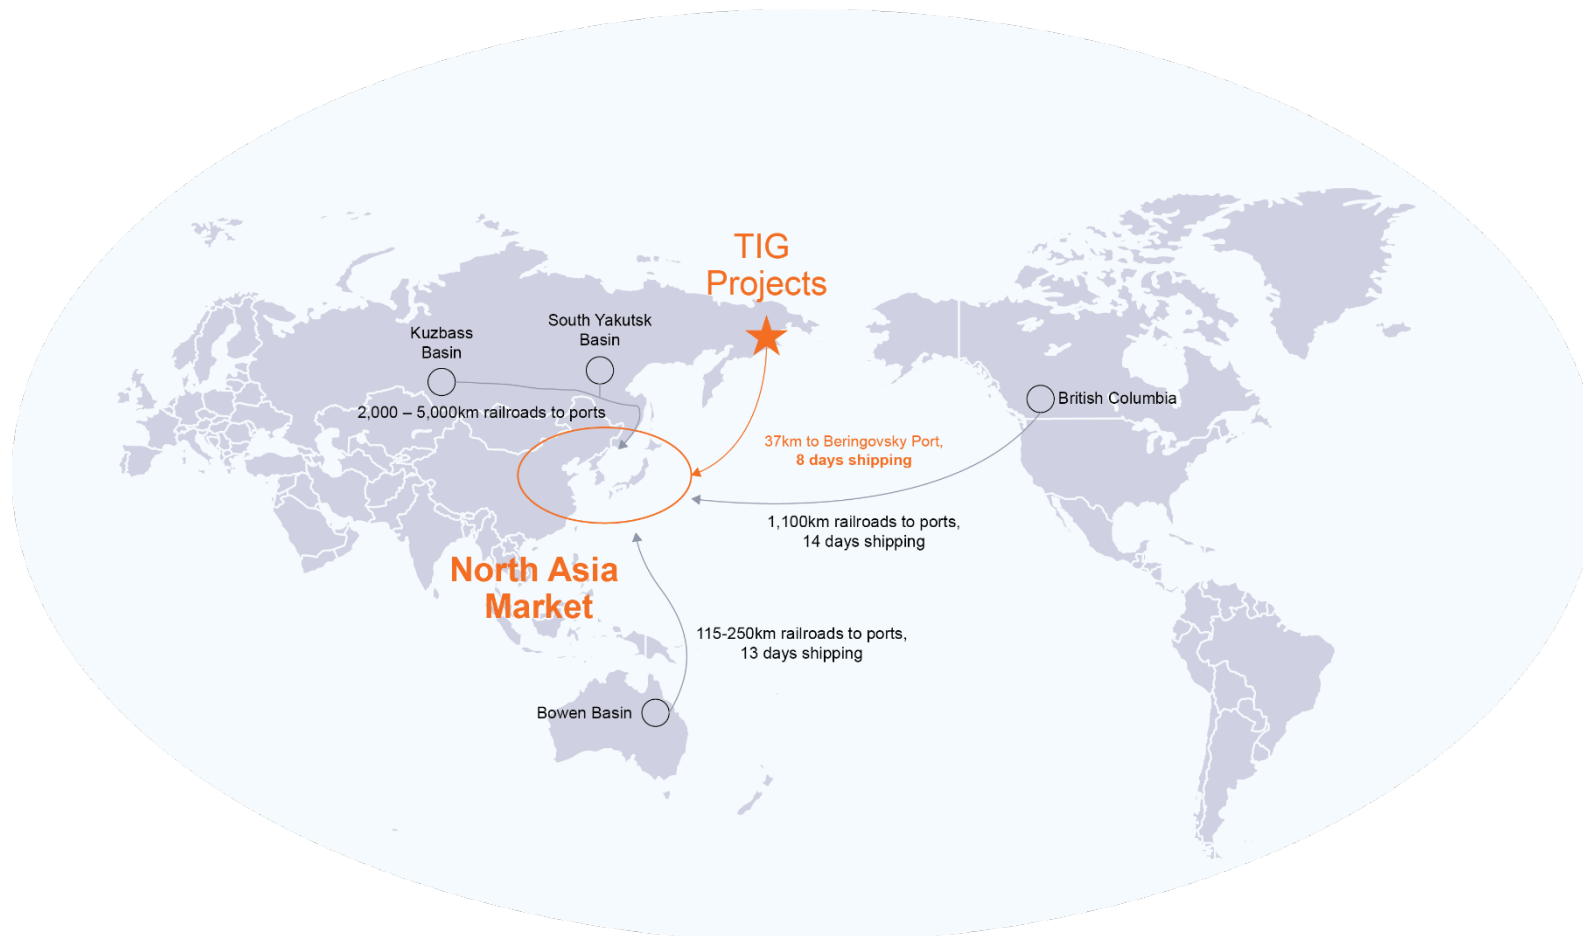 TIG
Projects
South Yakutsk
Basin
Kuzbass
Basin
2,000 – 5,000km railroads to ports
British Columbia
37km to Beringovsky Port,
8 days shipping
1,100km railroads to ports,
14 days shipping
North Asia
Market
115-250km railroads to ports,
13 days shipping
Bowen Basin